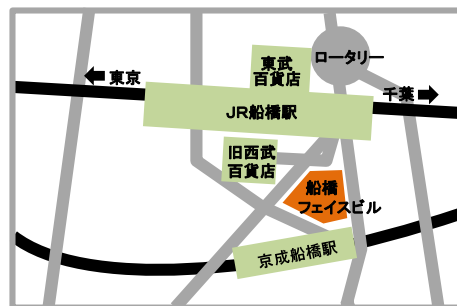 東武
百貨店
ロータリー
東京
千葉
JR船橋駅
旧西武
百貨店
船橋
フェイスビル
京成船橋駅